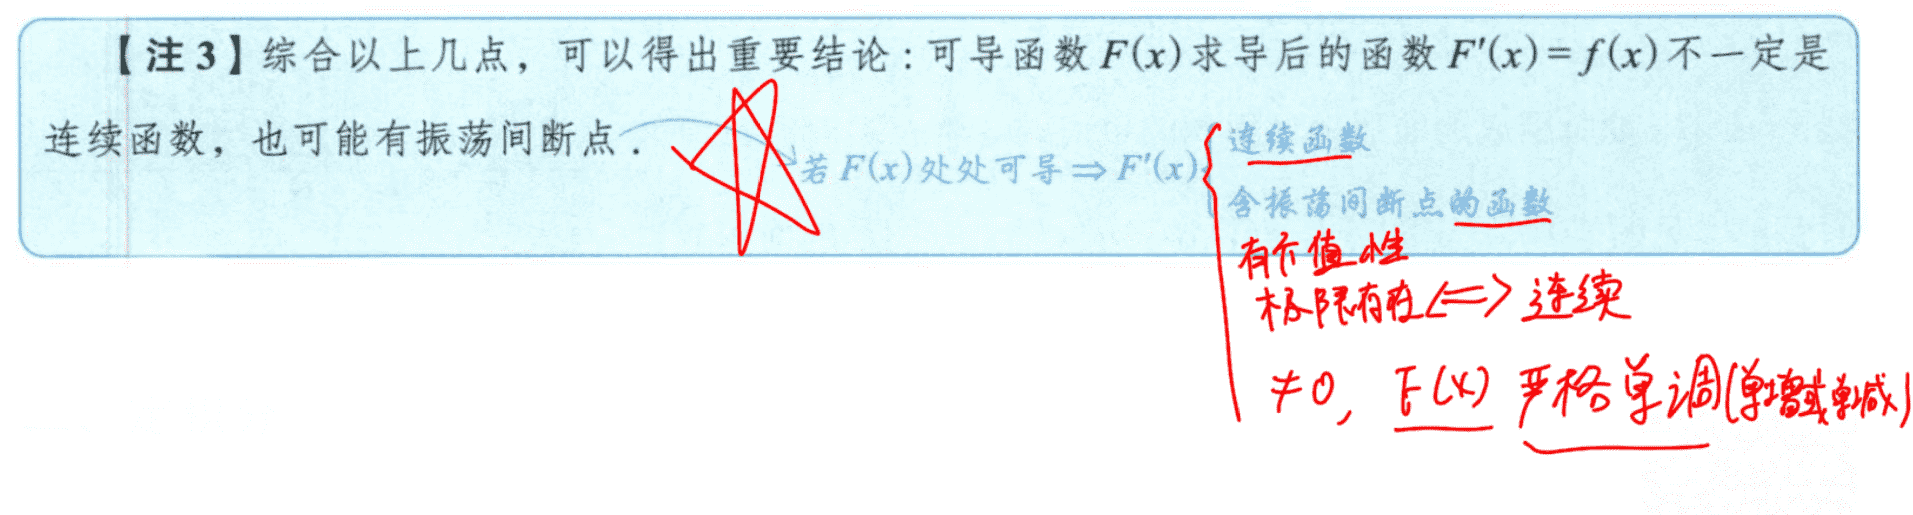 【注3】综合以上几点，可以得出重要结论：可导函数F(x)求导后的函数F′(x)=f(x)不一定是
连续函数，也可能有振荡间断点.
若F(x)处处可导⇒F′(x){
连续函数
含振荡间断点的函数
有介值性
极限存在<=>连续
≠0, F(x) 严格单调(单增或单减)